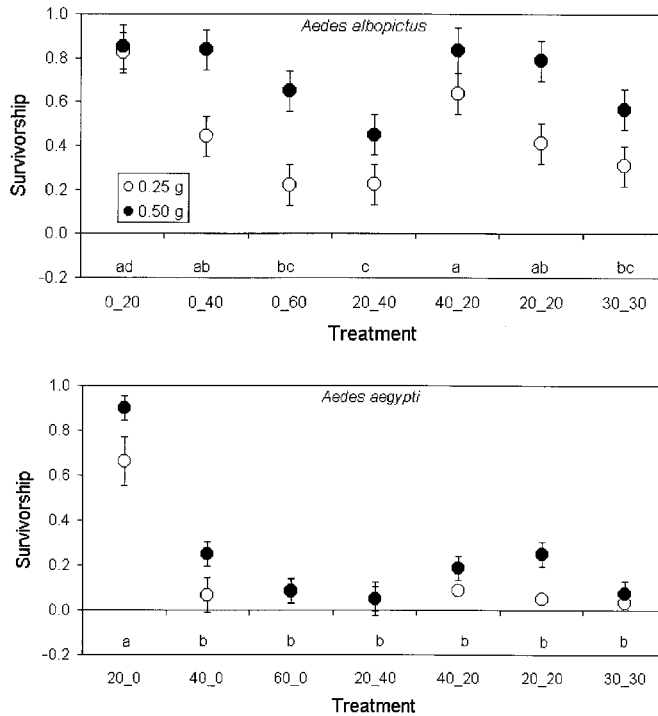 Aedes albopictus
1.0
0.8
0.6
0.4
0.2
0.0
-0.2
Survivorship
0.25 g
0.50 g
ad ab bc c a ab bc
0_20 0_40 0_60 20_40 40_20 20_20 30_30
Treatment
Aedes aegypti
1.0
0.8
0.6
0.4
0.2
0.0
-0.2
Survivorship
a b b b b b b
20_0 40_0 60_0 20_40 40_20 20_20 30_30
Treatment